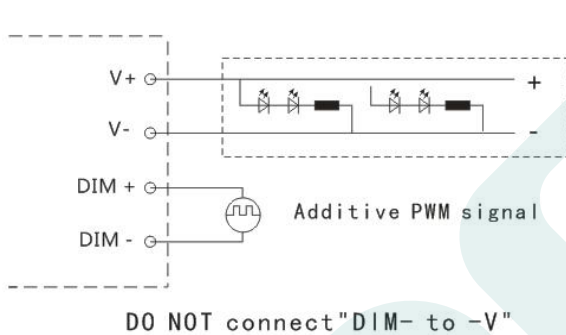 V+
+
V-
-
DIM +
Additive PWM signal
DIM -
DO NOT connect"DIM- to -V"